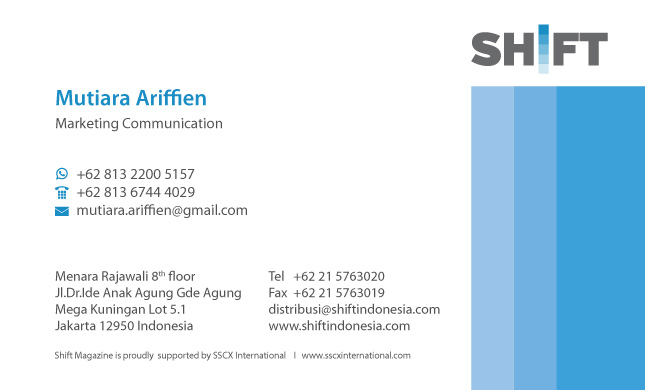 SHIFT
Mutiara Ariffien
Marketing Communication
+62 813 2200 5157
+62 813 6744 4029
mutiara.ariffien@gmail.com
Menara Rajawali 8th floor
Jl.Dr.Ide Anak Agung Gde Agung
Mega Kuningan Lot 5.1
Jakarta 12950 Indonesia
Tel +62 21 5763020
Fax +62 21 5763019
distribusi@shiftindonesia.com
www.shiftindonesia.com
Shift Magazine is proudly supported by SSCX International I www.sscxinternational.com